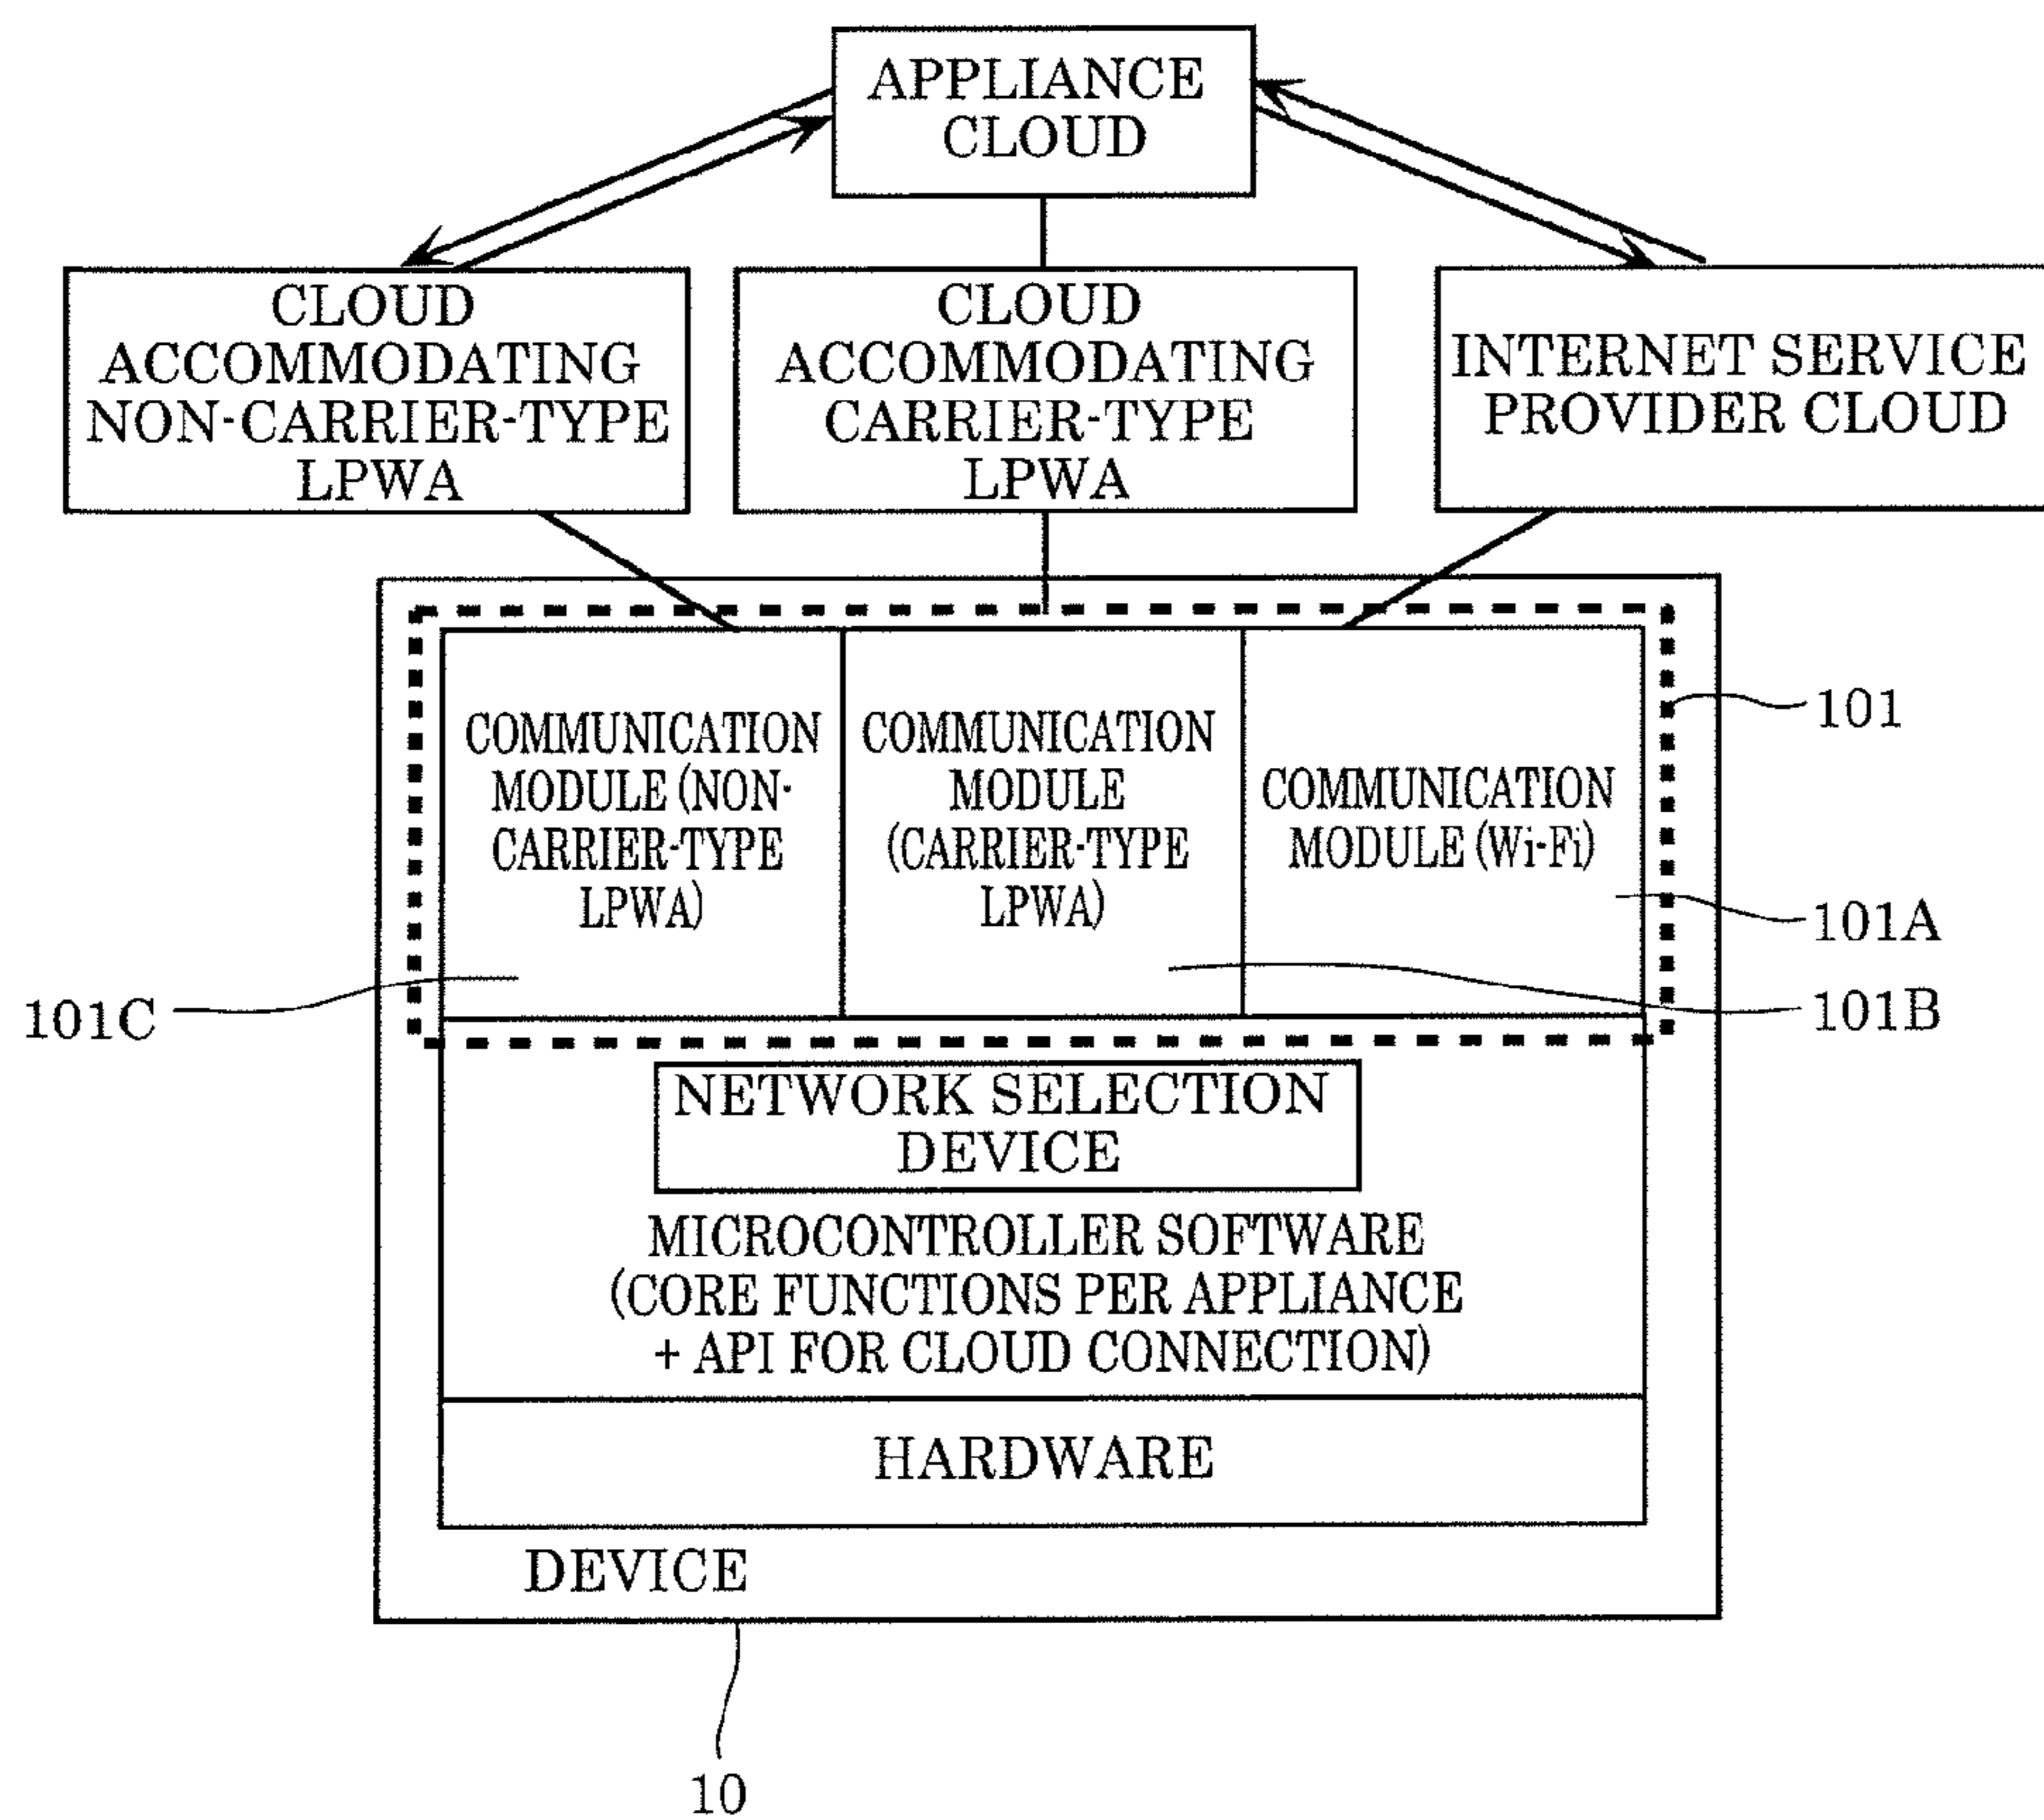 APPLIANCE
CLOUD
CLOUD
ACCOMMODATING
NON-CARRIER-TYPE
LPWA
CLOUD
ACCOMMODATING
CARRIER-TYPE
LPWA
INTERNET SERVICE
PROVIDER CLOUD
COMMUNICATION
MODULE (NON-
CARRIER-TYPE
LPWA)
COMMUNICATION
MODULE
(CARRIER-TYPE
LPWA)
COMMUNICATION
MODULE (Wi-Fi)
101
101A
101B
101C
NETWORK SELECTION
DEVICE
MICROCONTROLLER SOFTWARE
(CORE FUNCTIONS PER APPLIANCE
+ API FOR CLOUD CONNECTION)
HARDWARE
DEVICE
10